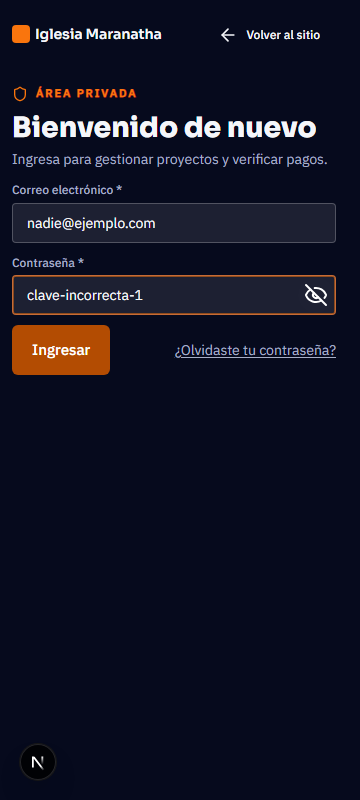 Iglesia Maranatha
Volver al sitio
ÁREA PRIVADA
Bienvenido de nuevo
Ingresa para gestionar proyectos y verificar pagos.
Correo electrónico *
nadie@ejemplo.com
Contraseña *
clave-incorrecta-1
Ingresar
¿Olvidaste tu contraseña?
N